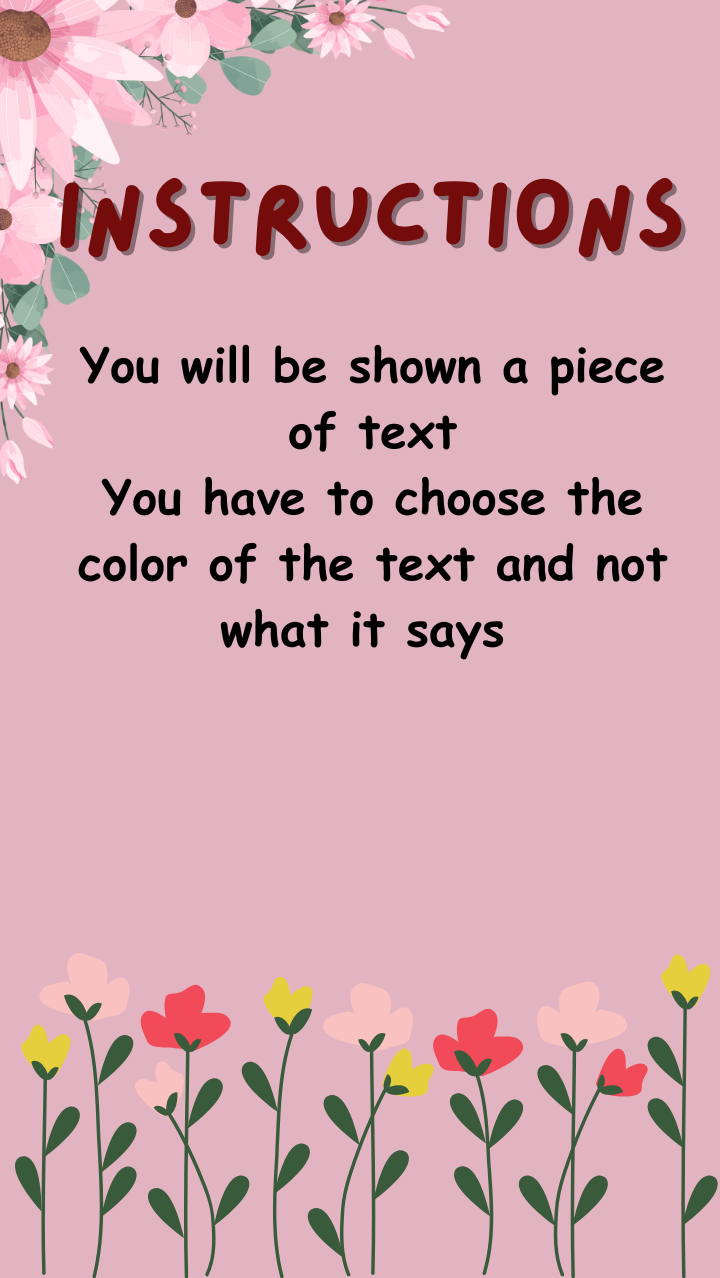 INSTRUCTIONS
You will be shown a piece
of text
You have to choose the
color of the text and not
what it says